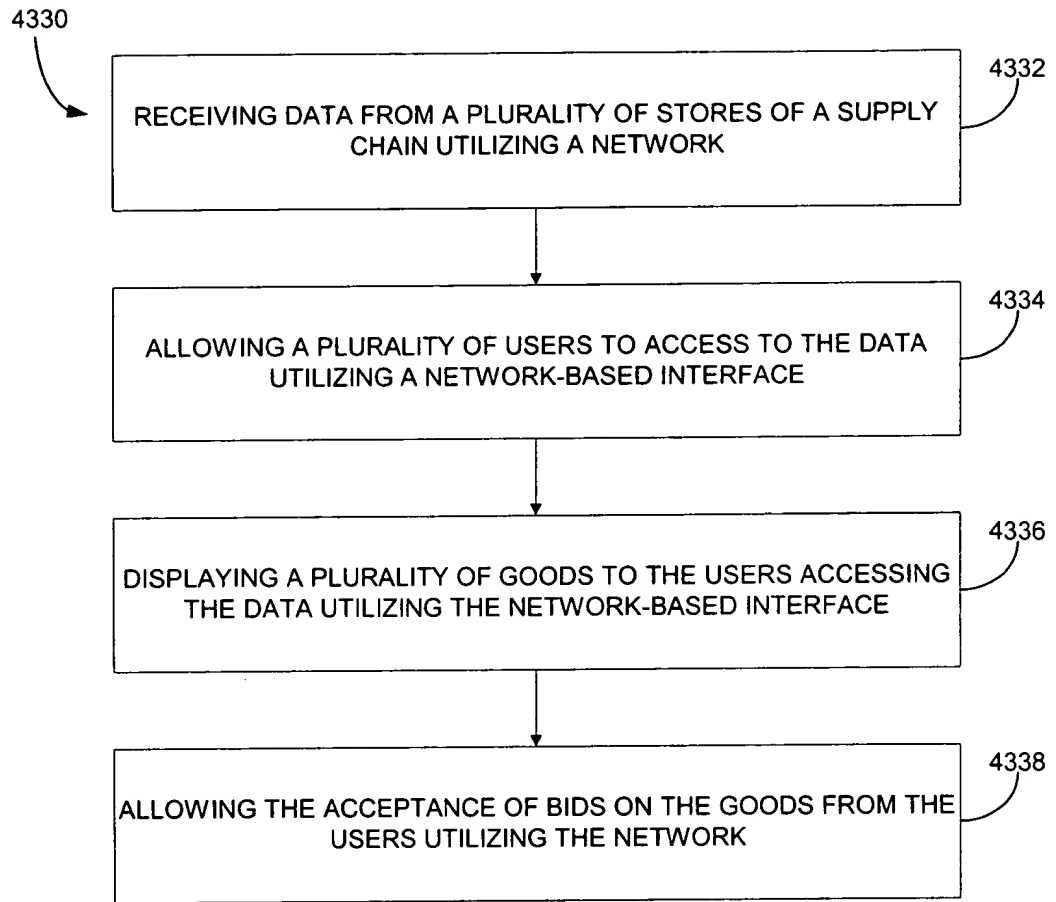 4330
4332
RECEIVING DATA FROM A PLURALITY OF STORES OF A SUPPLY
CHAIN UTILIZING A NETWORK
4334
ALLOWING A PLURALITY OF USERS TO ACCESS TO THE DATA
UTILIZING A NETWORK-BASED INTERFACE
4336
DISPLAYING A PLURALITY OF GOODS TO THE USERS ACCESSING
THE DATA UTILIZING THE NETWORK-BASED INTERFACE
4338
ALLOWING THE ACCEPTANCE OF BIDS ON THE GOODS FROM THE
USERS UTILIZING THE NETWORK